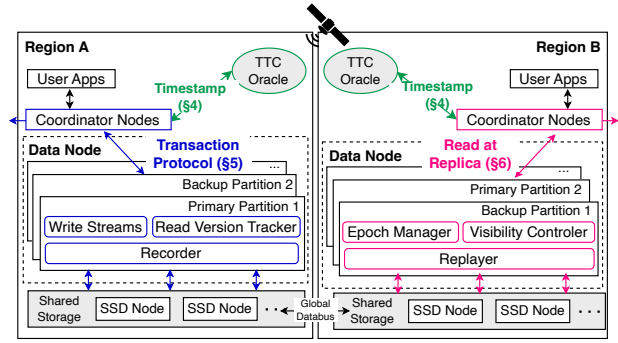 Region A
TTC
Oracle
User Apps
Timestamp
(§4)
Coordinator Nodes
Data Node
Transaction
Protocol (§5)
...
Backup Partition 2
Primary Partition 1
Write Streams
Read Version Tracker
Recorder
Shared
Storage
SSD Node
SSD Node
...
Global
Databus
Region B
TTC
Oracle
User Apps
Timestamp
(§4)
Coordinator Nodes
Data Node
Read at
Replica (§6)
...
Primary Partition 2
Backup Partition 1
Epoch Manager
Visibility Controler
Replayer
Shared
Storage
SSD Node
SSD Node
...